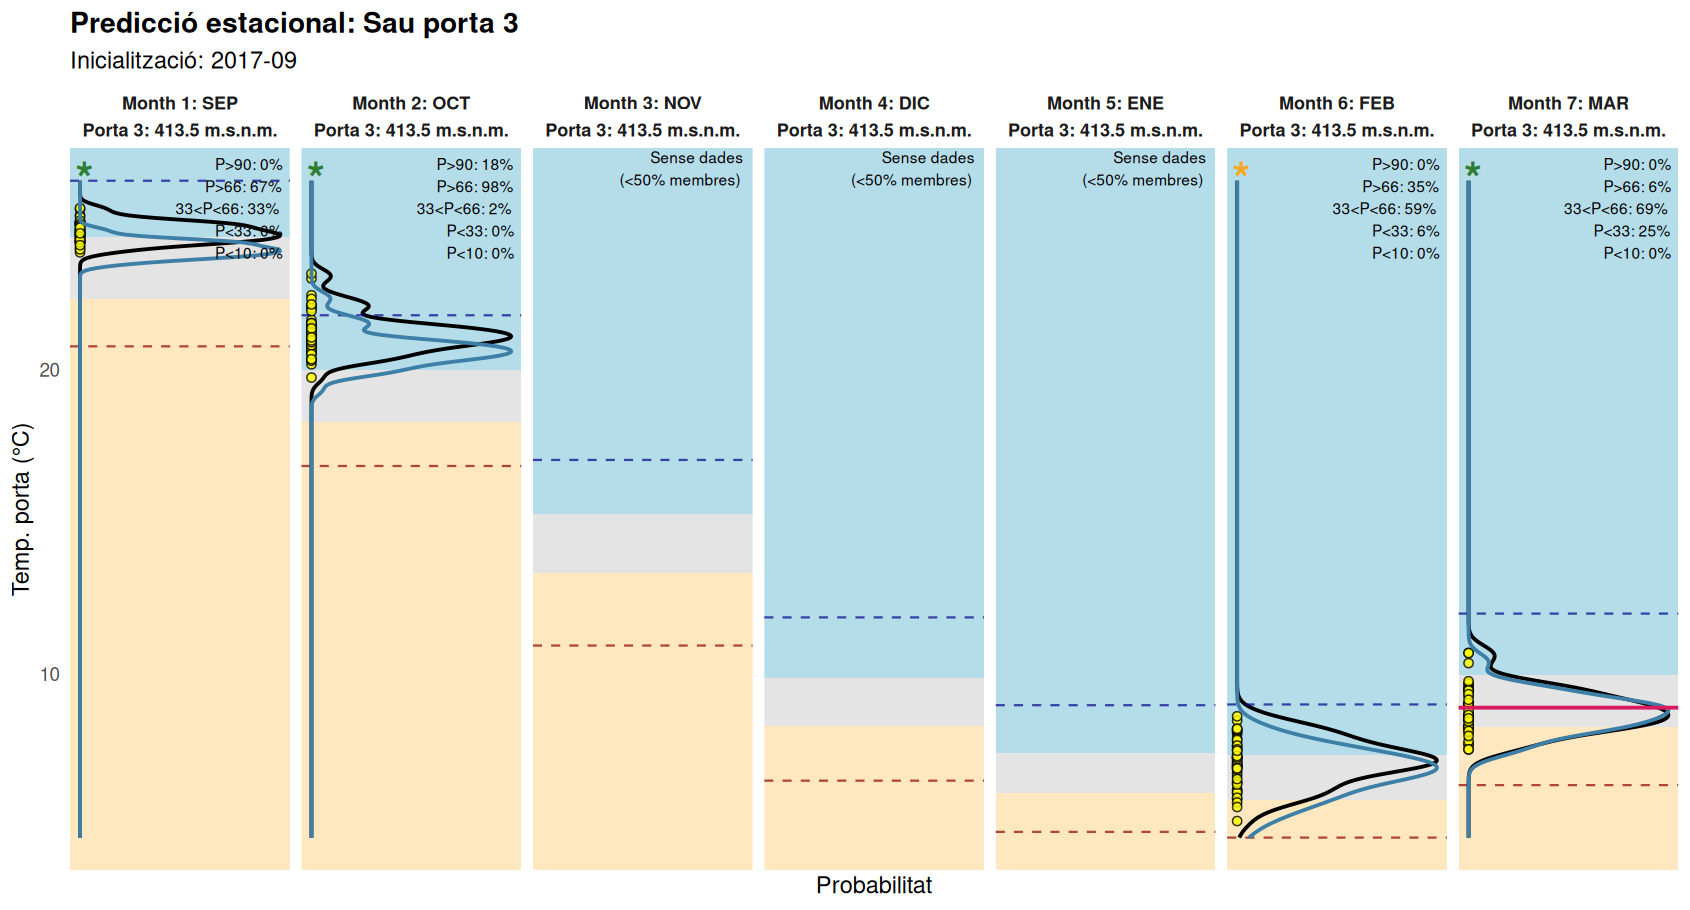 Predicció estacional: Sau porta 3
Inicialització: 2017-09
Month 1: SEP
Porta 3: 413.5 m.s.n.m.
Month 2: OCT
Porta 3: 413.5 m.s.n.m.
Month 3: NOV
Porta 3: 413.5 m.s.n.m.
Month 4: DIC
Porta 3: 413.5 m.s.n.m.
Month 5: ENE
Porta 3: 413.5 m.s.n.m.
Month 6: FEB
Porta 3: 413.5 m.s.n.m.
Month 7: MAR
Porta 3: 413.5 m.s.n.m.
*
P>90: 0%
P>66: 67%
33<P<66: 33%
P<33: 0%
P<10: 0%
*
P>90: 18%
P>66: 98%
33<P<66: 2%
P<33: 0%
P<10: 0%
Sense dades
(<50% membres)
Sense dades
(<50% membres)
Sense dades
(<50% membres)
*
P>90: 0%
P>66: 35%
33<P<66: 59%
P<33: 6%
P<10: 0%
*
P>90: 0%
P>66: 6%
33<P<66: 69%
P<33: 25%
P<10: 0%
20
10
Temp. porta (°C)
Probabilitat